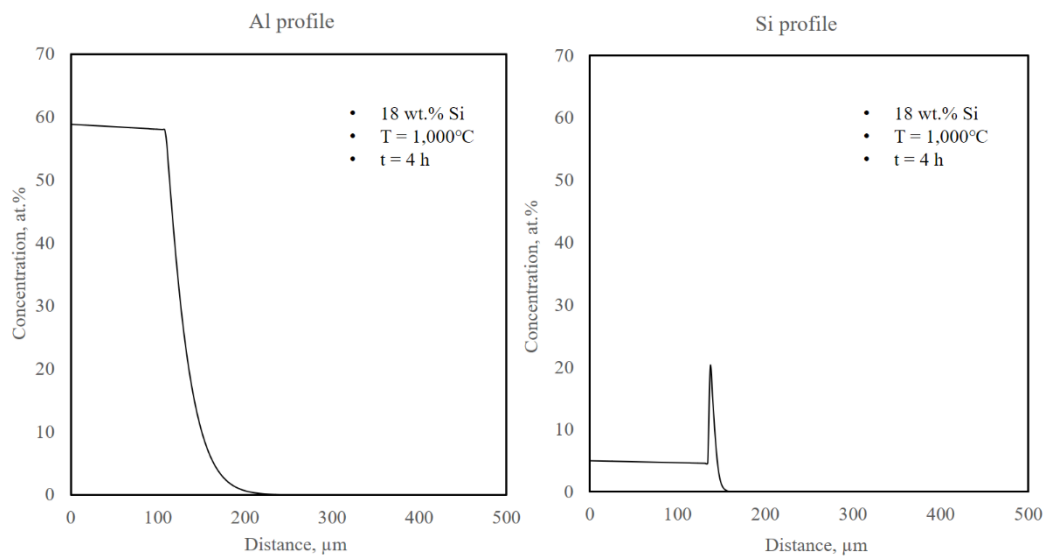 Al profile
70
60
50
40
30
20
10
0
0 100 200 300 400 500
Concentration, at.%
Distance, µm
• 18 wt.% Si
• T = 1,000°C
• t = 4 h
Si profile
70
60
50
40
30
20
10
0
0 100 200 300 400 500
Concentration, at.%
Distance, µm
• 18 wt.% Si
• T = 1,000°C
• t = 4 h